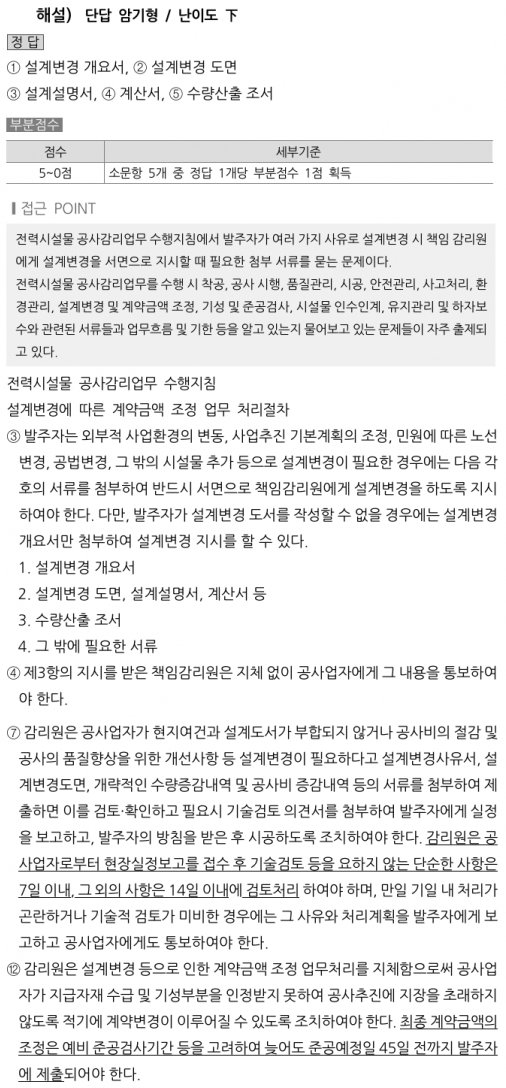 해설) 단답 암기형 / 난이도 下
정 답
① 설계변경 개요서, ② 설계변경 도면
③ 설계설명서, ④ 계산서, ⑤ 수량산출 조서
부분점수
점수 세부기준
5~0점 소문항 5개 중 정답 1개당 부분점수 1점 획득
접근 POINT
전력시설물 공사감리업무 수행지침에서 발주자가 여러 가지 사유로 설계변경 시 책임 감리원
에게 설계변경을 서면으로 지시할 때 필요한 첨부 서류를 묻는 문제이다.
전력시설물 공사감리업무를 수행 시 착공, 공사 시행, 품질관리, 시공, 안전관리, 사고처리, 환
경관리, 설계변경 및 계약금액 조정, 기성 및 준공검사, 시설물 인수인계, 유지관리 및 하자보
수와 관련된 서류들과 업무흐름 및 기한 등을 알고 있는지 물어보고 있는 문제들이 자주 출제되
고 있다.
전력시설물 공사감리업무 수행지침
설계변경에 따른 계약금액 조정 업무 처리절차
③ 발주자는 외부적 사업환경의 변동, 사업추진 기본계획의 조정, 민원에 따른 노선
변경, 공법변경, 그 밖의 시설물 추가 등으로 설계변경이 필요한 경우에는 다음 각
호의 서류를 첨부하여 반드시 서면으로 책임감리원에게 설계변경을 하도록 지시
하여야 한다. 다만, 발주자가 설계변경 도서를 작성할 수 없을 경우에는 설계변경
개요서만 첨부하여 설계변경 지시를 할 수 있다.
1. 설계변경 개요서
2. 설계변경 도면, 설계설명서, 계산서 등
3. 수량산출 조서
4. 그 밖에 필요한 서류
④ 제3항의 지시를 받은 책임감리원은 지체 없이 공사업자에게 그 내용을 통보하여
야 한다.
⑦ 감리원은 공사업자가 현지여건과 설계도서가 부합되지 않거나 공사비의 절감 및
공사의 품질향상을 위한 개선사항 등 설계변경이 필요하다고 설계변경사유서, 설
계변경도면, 개략적인 수량증감내역 및 공사비 증감내역 등의 서류를 첨부하여 제
출하면 이를 검토·확인하고 필요시 기술검토 의견서를 첨부하여 발주자에게 실정
을 보고하고, 발주자의 방침을 받은 후 시공하도록 조치하여야 한다. 감리원은 공
사업자로부터 현장실정보고를 접수 후 기술검토 등을 요하지 않는 단순한 사항은
7일 이내, 그 외의 사항은 14일 이내에 검토처리 하여야 하며, 만일 기일 내 처리가
곤란하거나 기술적 검토가 미비한 경우에는 그 사유와 처리계획을 발주자에게 보
고하고 공사업자에게도 통보하여야 한다.
⑫ 감리원은 설계변경 등으로 인한 계약금액 조정 업무처리를 지체함으로써 공사업
자가 지급자재 수급 및 기성부분을 인정받지 못하여 공사추진에 지장을 초래하지
않도록 적기에 계약변경이 이루어질 수 있도록 조치하여야 한다. 최종 계약금액의
조정은 예비 준공검사기간 등을 고려하여 늦어도 준공예정일 45일 전까지 발주자
에 제출되어야 한다.